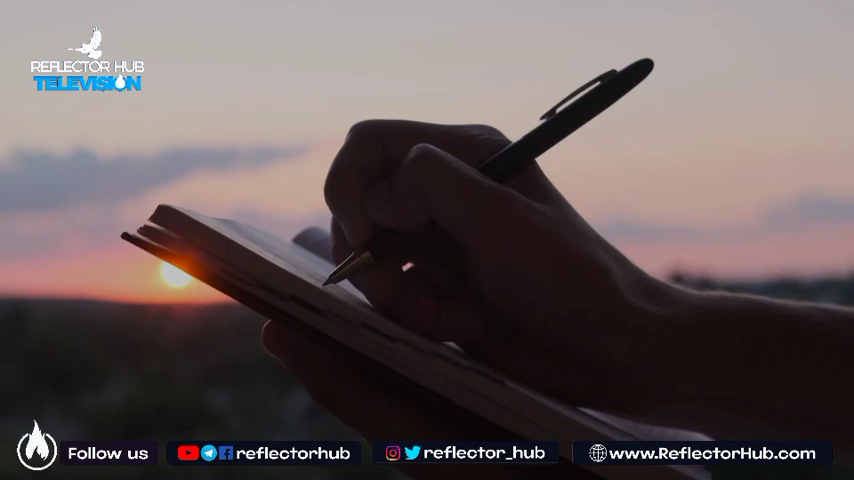 REFLECTOR HUB
TELEVISION
Follow us
reflectorhub
reflector_hub
www.ReflectorHub.com